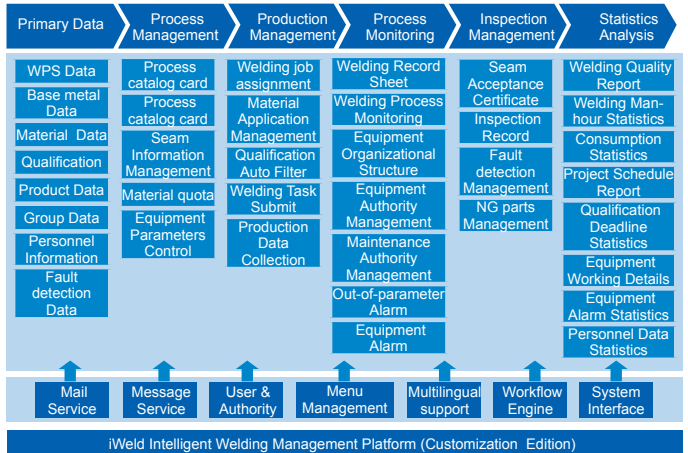 Primary Data
Process
Management
Production
Management
Process
Monitoring
Inspection
Management
Statistics
Analysis
WPS Data
Base metal
Data
Material Data
Qualification
Product Data
Group Data
Personnel
Information
Fault
detection
Data
Process
catalog card
Process
catalog card
Seam
Information
Management
Material quota
Equipment
Parameters
Control
Welding job
assignment
Material
Application
Management
Qualification
Auto Filter
Welding Task
Submit
Production
Data
Collection
Welding Record
Sheet
Welding Process
Monitoring
Equipment
Organizational
Structure
Equipment
Authority
Management
Maintenance
Authority
Management
Out-of-parameter
Alarm
Equipment
Alarm
Seam
Acceptance
Certificate
Inspection
Record
Fault
detection
Management
NG parts
Management
Welding Quality
Report
Welding Man-
hour Statistics
Consumption
Statistics
Project Schedule
Report
Qualification
Deadline
Statistics
Equipment
Working Details
Equipment
Alarm Statistics
Personnel Data
Statistics
Mail
Service
Message
Service
User &
Authority
Menu
Management
Multilingual
support
Workflow
Engine
System
Interface
iWeld Intelligent Welding Management Platform (Customization Edition)